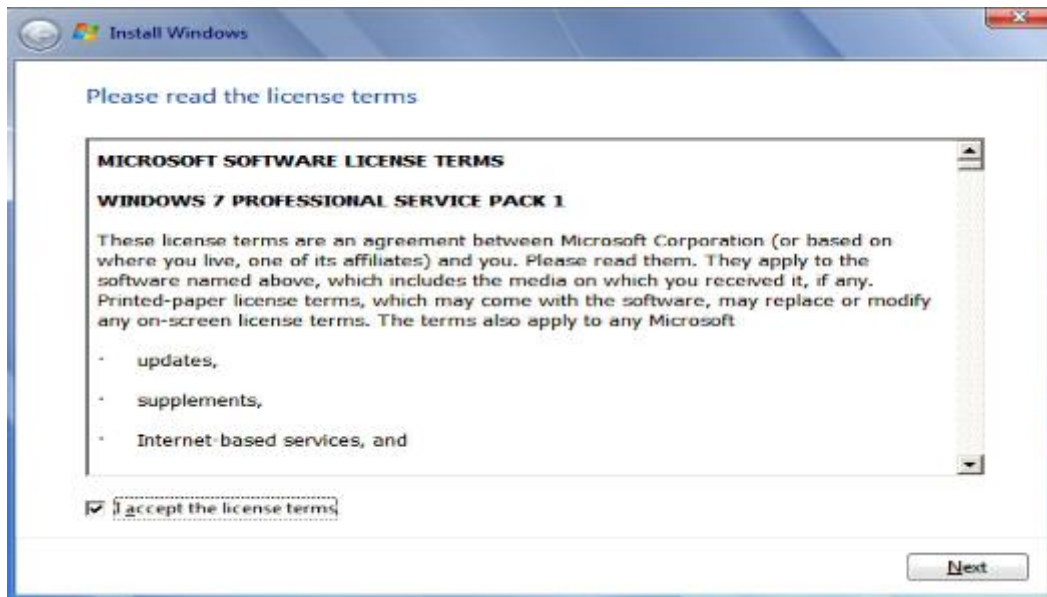 Install Windows
Please read the license terms
MICROSOFT SOFTWARE LICENSE TERMS
WINDOWS 7 PROFESSIONAL SERVICE PACK 1
These license terms are an agreement between Microsoft Corporation (or based on
where you live, one of its affiliates) and you. Please read them. They apply to the
software named above, which includes the media on which you received it, if any.
Printed-paper license terms, which may come with the software, may replace or modify
any on-screen license terms. The terms also apply to any Microsoft
· updates,
· supplements,
· Internet-based services, and
I accept the license terms
Next